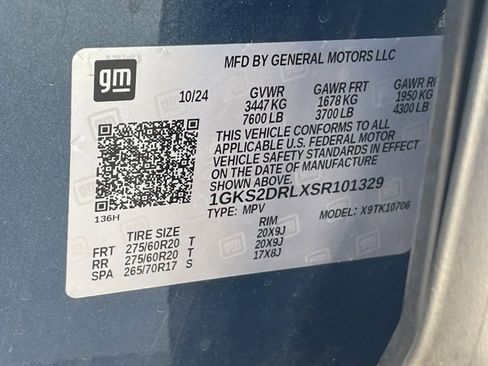 gm
MFD BY GENERAL MOTORS LLC
10/24 GVWR GAWR FRT GAWR
3447 KG 1678 KG 1950 KG
7600 LB 3700 LB 4300 LB
THIS VEHICLE CONFORMS TO ALL
APPLICABLE U.S. FEDERAL MOTOR
VEHICLE SAFETY STANDARDS IN EFFECT
ON THE DATE OF MANUFACTURE
SHOWN ABOVE.
1GKS2DRLXSR101329
136H TYPE: MPV MODEL: X9TK10706
TIRE SIZE RIM
FRT 275/60R20 T 20X9J
RR 275/60R20 T 20X9J
SPA 265/70R17 S 17X8J